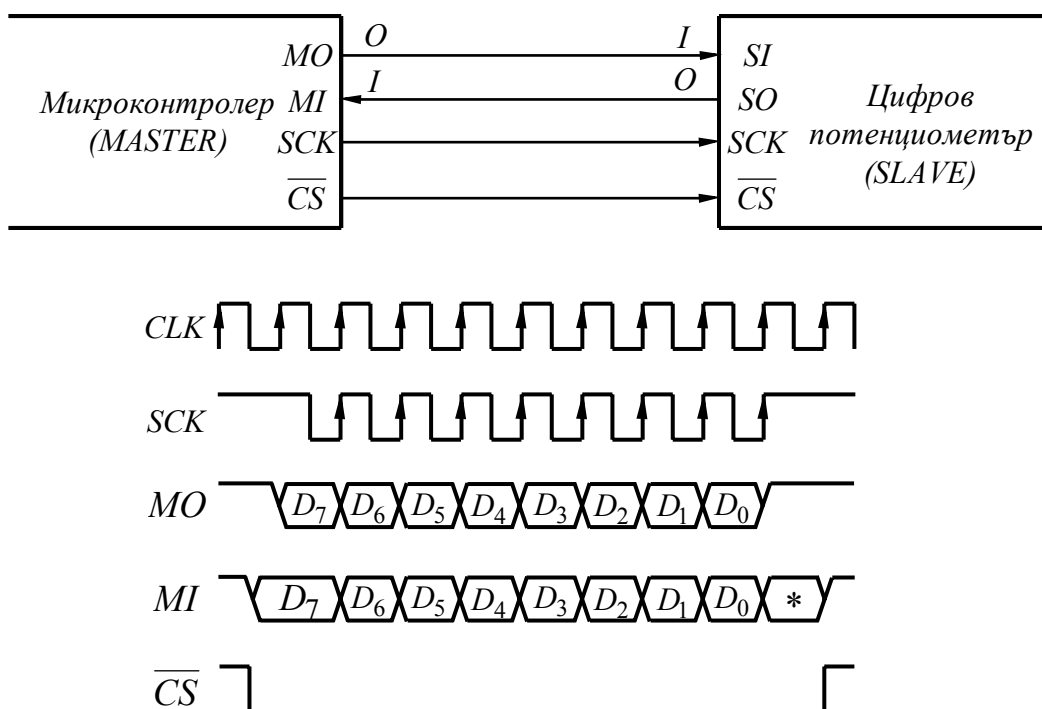 O I
MO SI
I O
Микроконтролер MI SO Цифров
(MASTER) SCK SCK потенциометър
CS CS (SLAVE)
CLK
SCK
MO D7 D6 D5 D4 D3 D2 D1 D0
MI D7 D6 D5 D4 D3 D2 D1 D0 *
CS